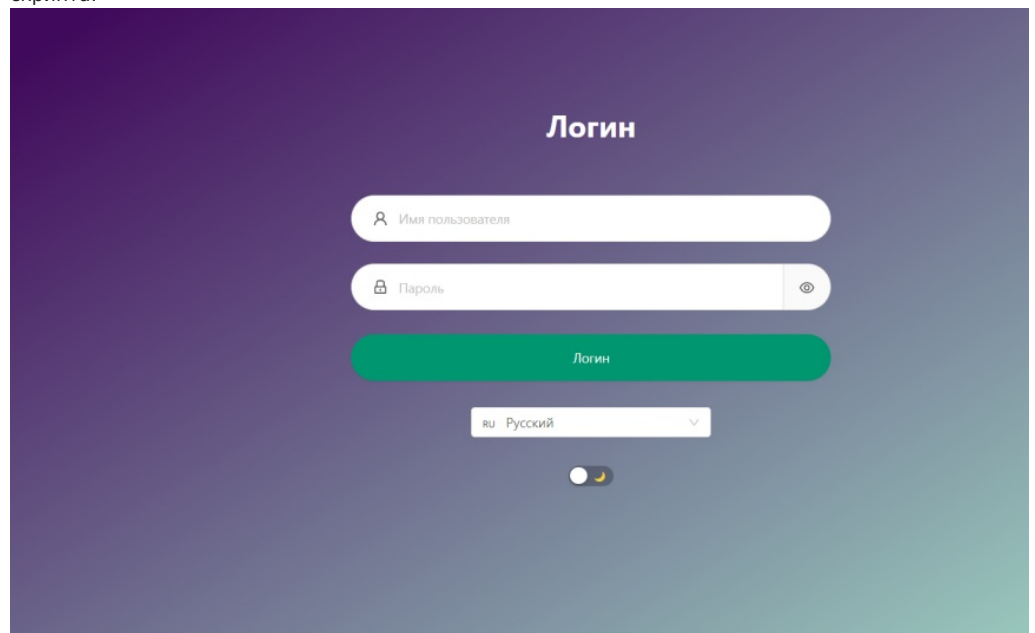 Логин
Имя пользователя
Пароль
Логин
RU Русский